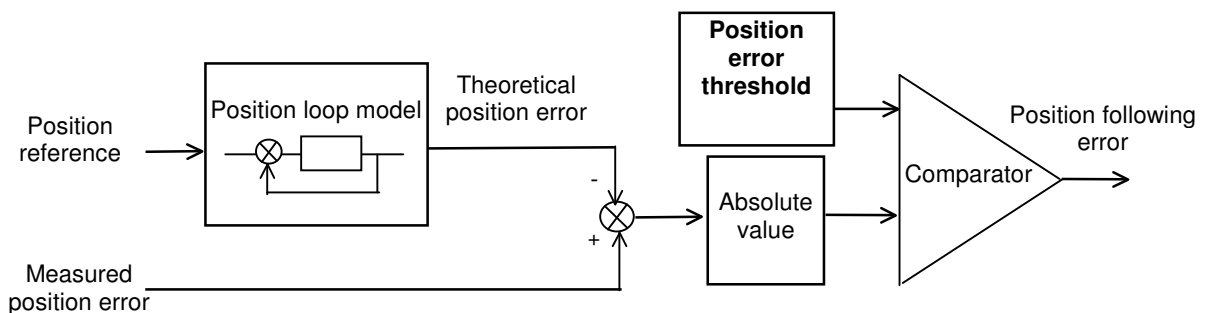 Position
error
threshold
Theoretical
position error
Position loop model
Position
reference
Position following
error
Comparator
-
Absolute
value
+
Measured
position error